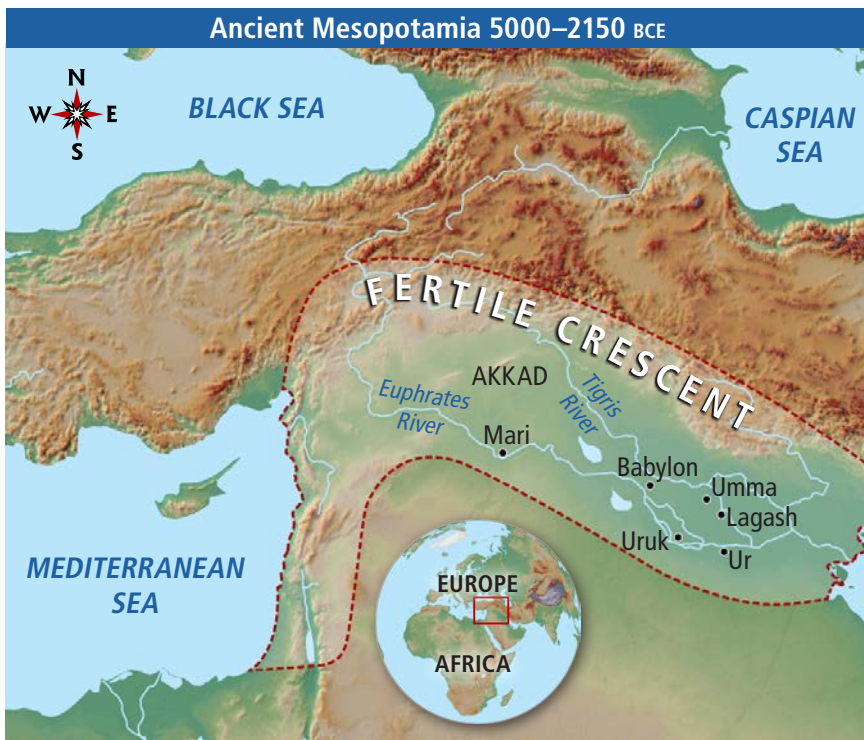 Ancient Mesopotamia 5000–2150 BCE
N
W E
S
BLACK SEA
CASPIAN
SEA
FERTILE CRESCENT
AKKAD
Tigris
River
Euphrates
River
Mari
Babylon
Umma
Lagash
Uruk
Ur
MEDITERRANEAN
SEA
EUROPE
AFRICA